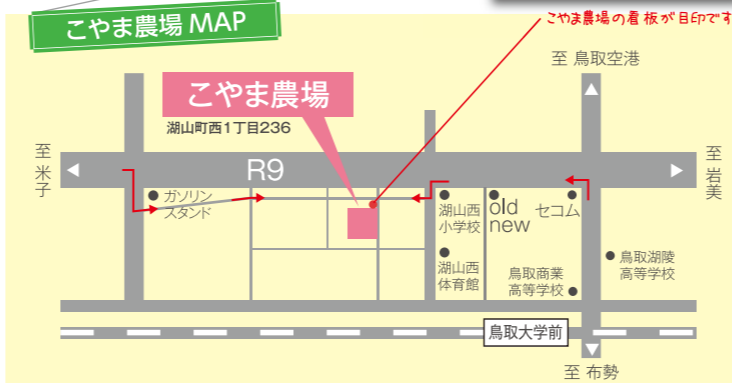 こやま農場 MAP
こやま農場の看板が目印です
至 鳥取空港
こやま農場
湖山町西1丁目236
至 米子
R9
至 岩美
ガソリン
スタンド
湖山西
小学校
old
new
セコム
湖山西
体育館
鳥取商業
高等学校
鳥取湖陵
高等学校
鳥取大学前
至 布勢